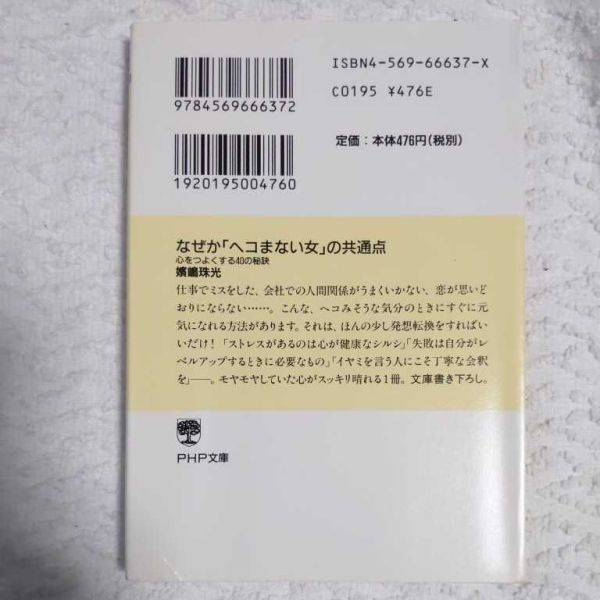 ISBN4-569-66637-X
9784569666372
C0195 ¥476E
定価：本体476円(税別)
1920195004760
なぜか「ヘコまない女」の共通点
心をつよくする40の秘訣
嬪嶋珠光
仕事でミスをした、会社での人間関係がうまくいかない、恋が思いど
おりにならない……。こんな、ヘコみそうな気分のときにすぐに元
気になれる方法があります。それは、ほんの少し発想転換をすればい
いだけ！「ストレスがあるのは心が健康なシルシ」「失敗は自分がレ
ベルアップするときに必要なもの」「イヤミを言う人にこそ丁寧な会釈
を」――。モヤモヤしていた心がスッキリ晴れる1冊。文庫書き下ろし。
PHP文庫